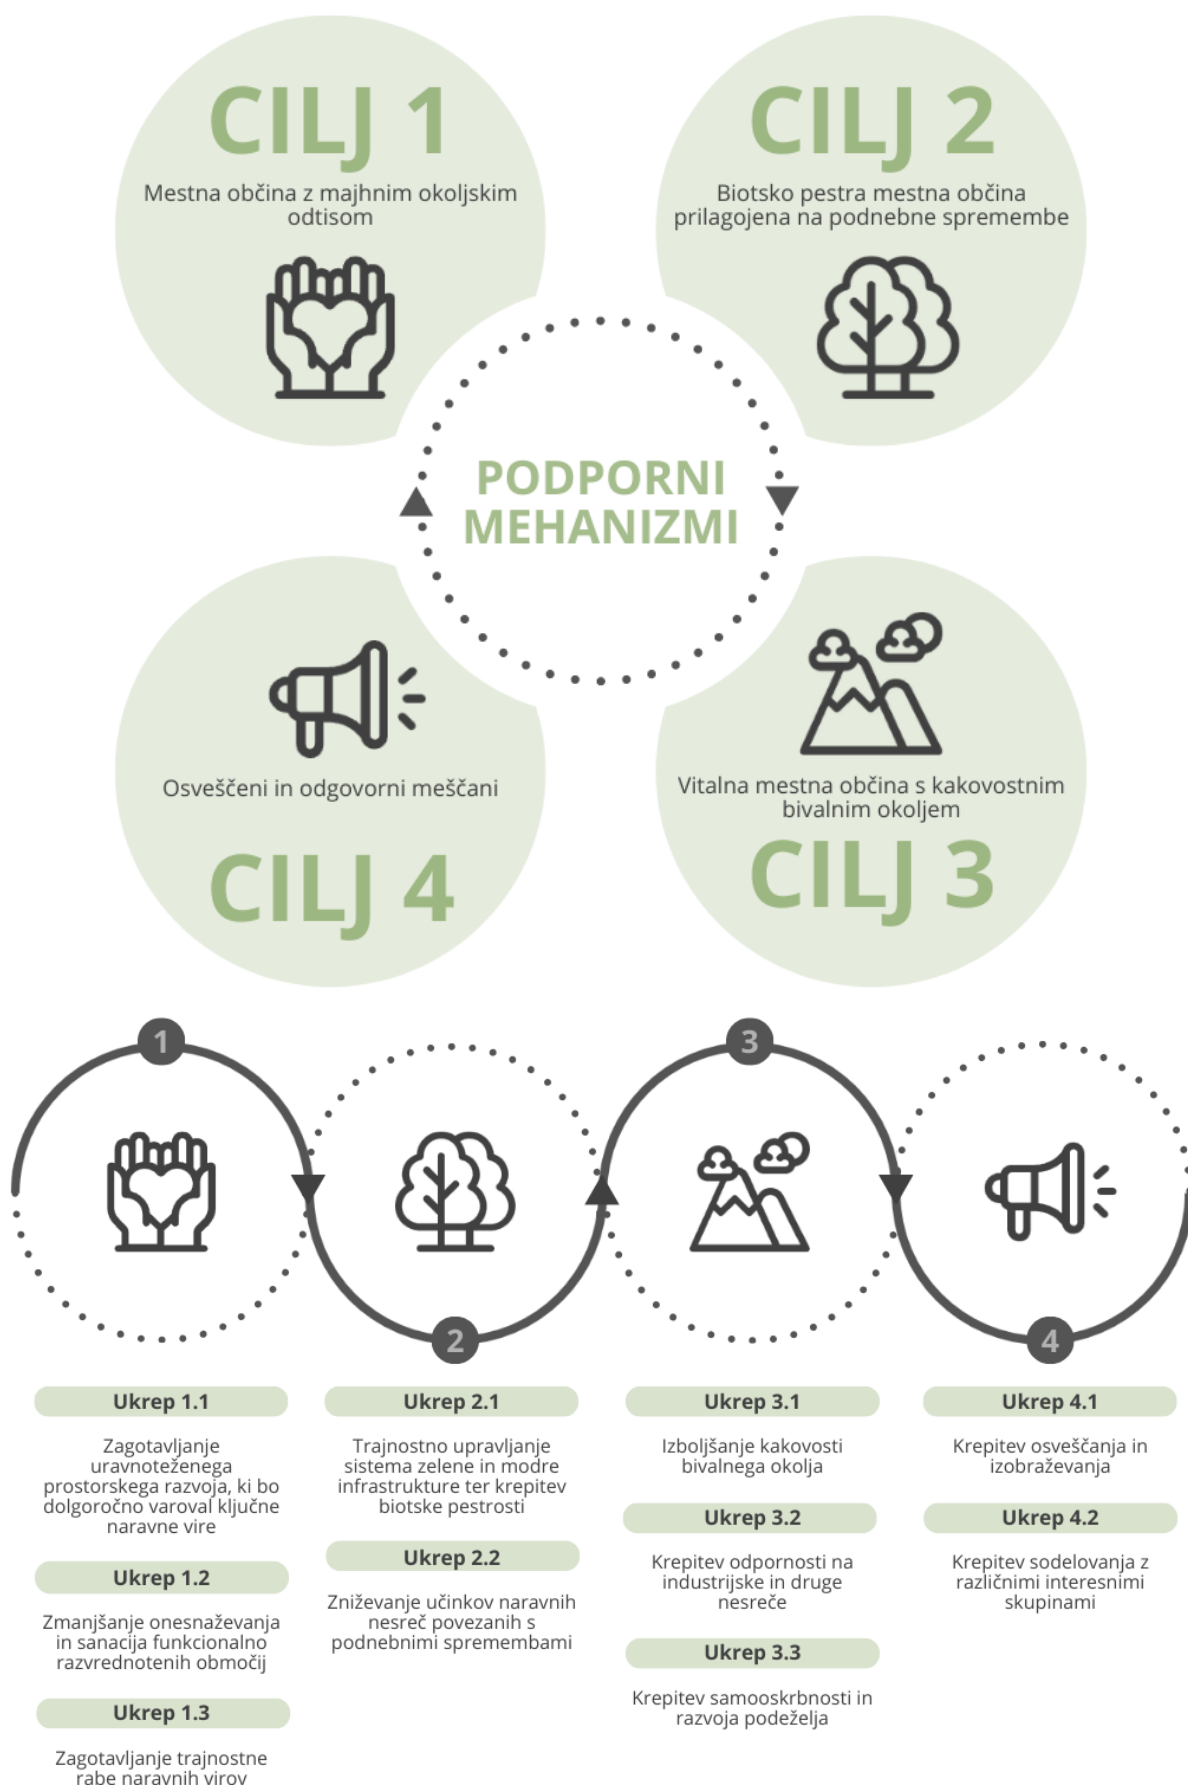 CILJ 1
Mestna občina z majhnim okoljskim
odtisom
CILJ 2
Biotsko pestra mestna občina
prilagojena na podnebne spremembe
PODPORNI
MEHANIZMI
Osveščeni in odgovorni meščani
CILJ 4
Vitalna mestna občina s kakovostnim
bivalnim okoljem
CILJ 3
1
2
3
4
Ukrep 1.1
Zagotavljanje
uravnoteženega
prostorskega razvoja, ki bo
dolgoročno varoval ključne
naravne vire
Ukrep 1.2
Zmanjšanje onesnaževanja
in sanacija funkcionalno
razvrednotenih območij
Ukrep 1.3
Zagotavljanje trajnostne
rabe naravnih virov
Ukrep 2.1
Trajnostno upravljanje
sistema zelene in modre
infrastrukture ter krepitev
biotske pestrosti
Ukrep 2.2
Zniževanje učinkov naravnih
nesreč povezanih s
podnebnimi spremembami
Ukrep 3.1
Izboljšanje kakovosti
bivalnega okolja
Ukrep 3.2
Krepitev odpornosti na
industrijske in druge
nesreče
Ukrep 3.3
Krepitev samooskrbnosti in
razvoja podeželja
Ukrep 4.1
Krepitev osveščanja in
izobraževanja
Ukrep 4.2
Krepitev sodelovanja z
različnimi interesnimi
skupinami